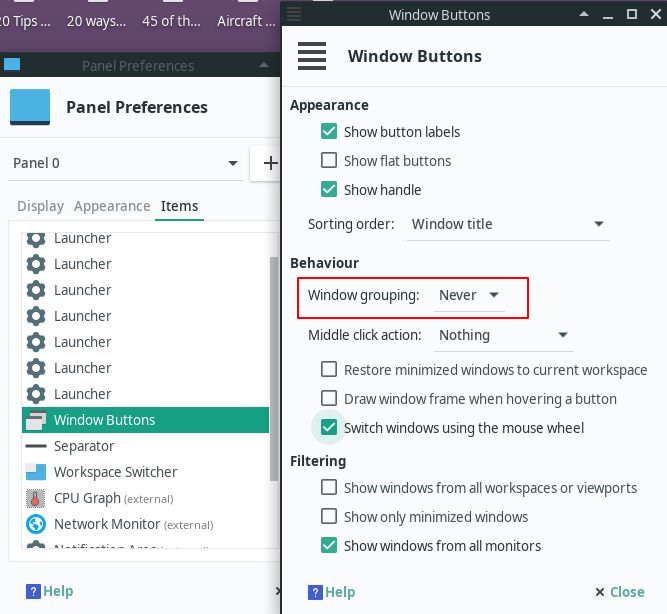 20 Tips ... 20 ways... 45 of th... Aircraft ...
Window Buttons
Panel Preferences
Window Buttons
Panel Preferences
Panel 0
Display Appearance Items
Launcher
Launcher
Launcher
Launcher
Launcher
Launcher
Launcher
Window Buttons
Separator
Workspace Switcher
CPU Graph (external)
Network Monitor (external)
Notification Area (external)
Help
Appearance
Show button labels
Show flat buttons
Show handle
Sorting order: Window title
Behaviour
Window grouping: Never
Middle click action: Nothing
Restore minimized windows to current workspace
Draw window frame when hovering a button
Switch windows using the mouse wheel
Filtering
Show windows from all workspaces or viewports
Show only minimized windows
Show windows from all monitors
Help
Close